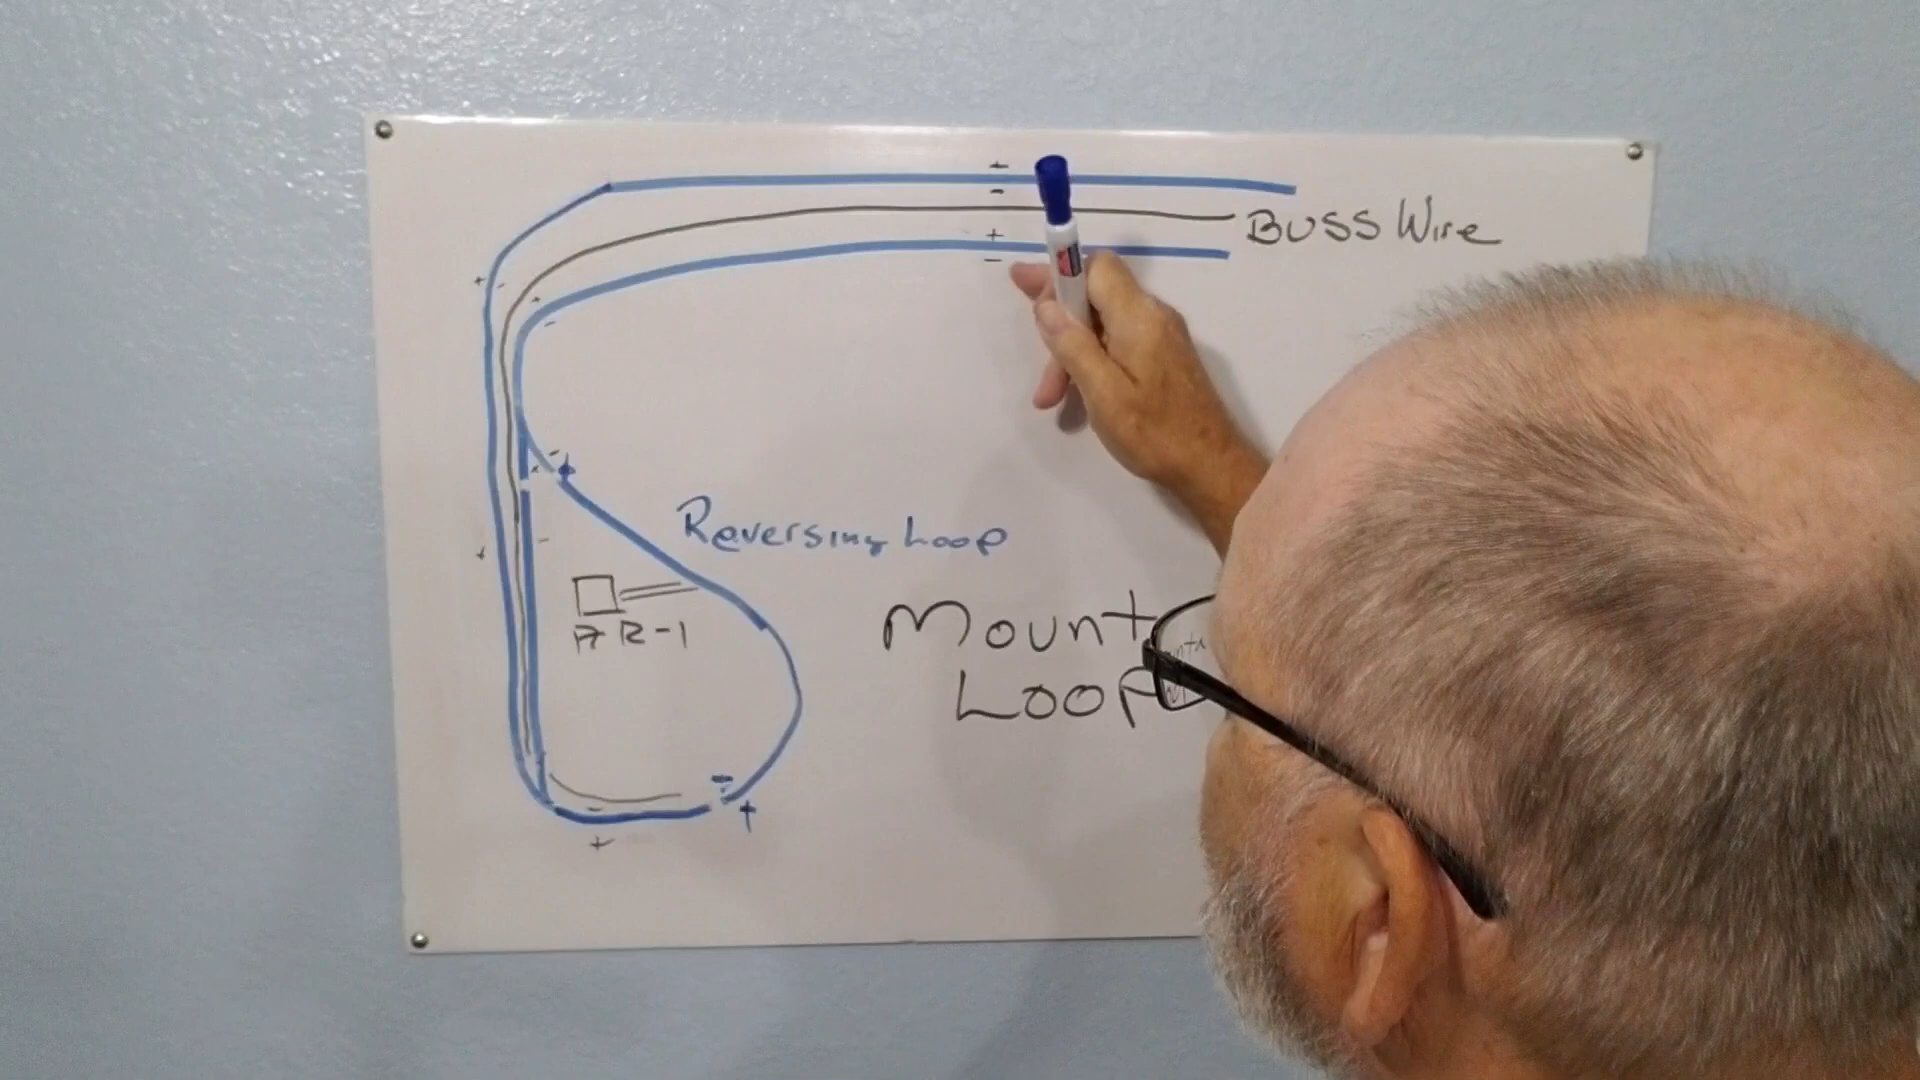 +
-
BUSS Wire
+
-
+ -
+
-
- +
+
Reversing Loop
+ -
AR-1
Mount
Loop
-
+
-
+